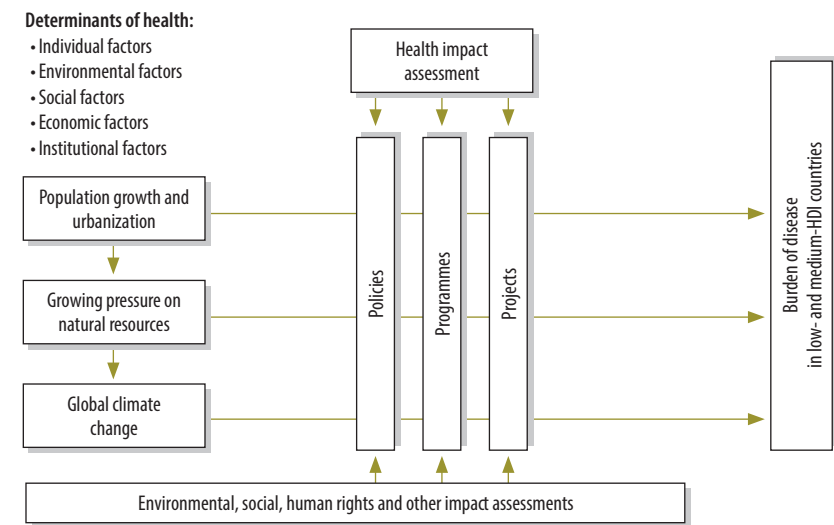 Determinants of health:
• Individual factors
• Environmental factors
• Social factors
• Economic factors
• Institutional factors
Health impact
assessment
Population growth and
urbanization
Growing pressure on
natural resources
Global climate
change
Policies
Programmes
Projects
Burden of disease
in low- and medium-HDI countries
Environmental, social, human rights and other impact assessments